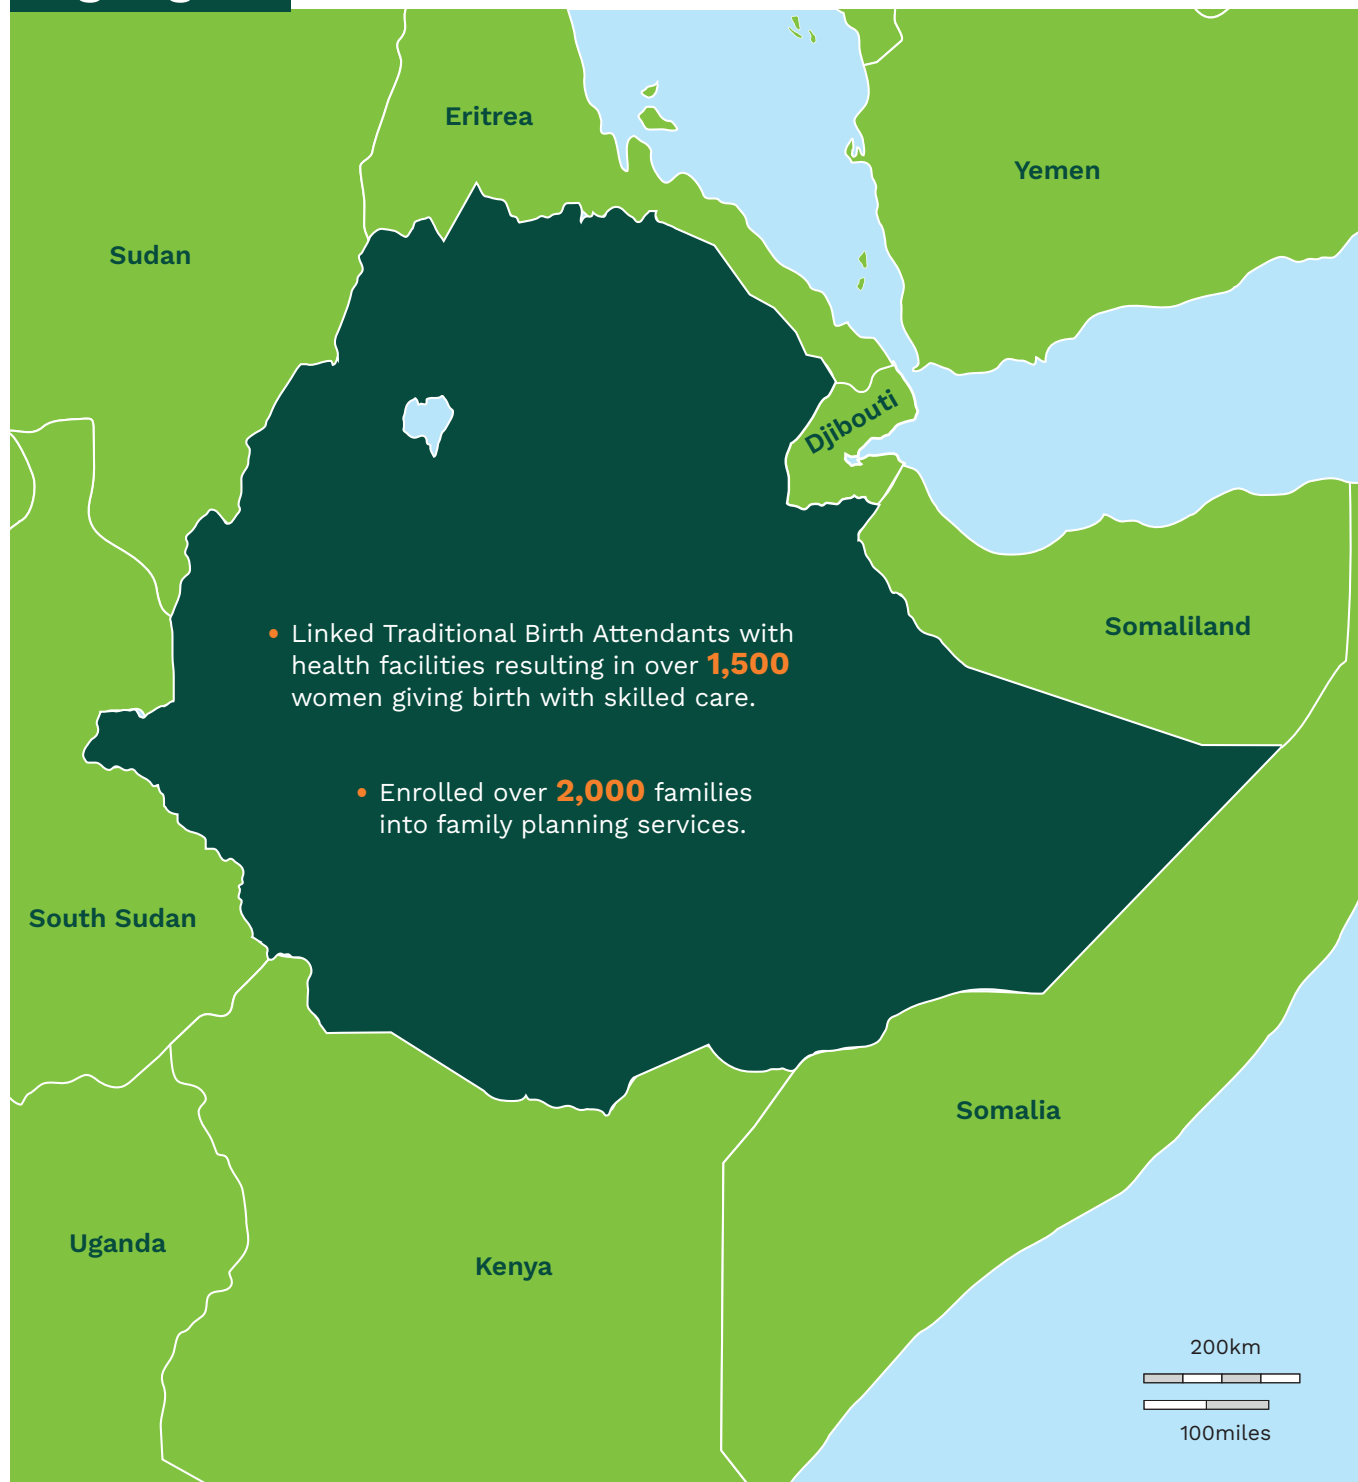 Eritrea
Yemen
Sudan
Djibouti
Somaliland
• Linked Traditional Birth Attendants with
health facilities resulting in over 1,500
women giving birth with skilled care.
• Enrolled over 2,000 families
into family planning services.
South Sudan
Somalia
Uganda
Kenya
200km
100miles